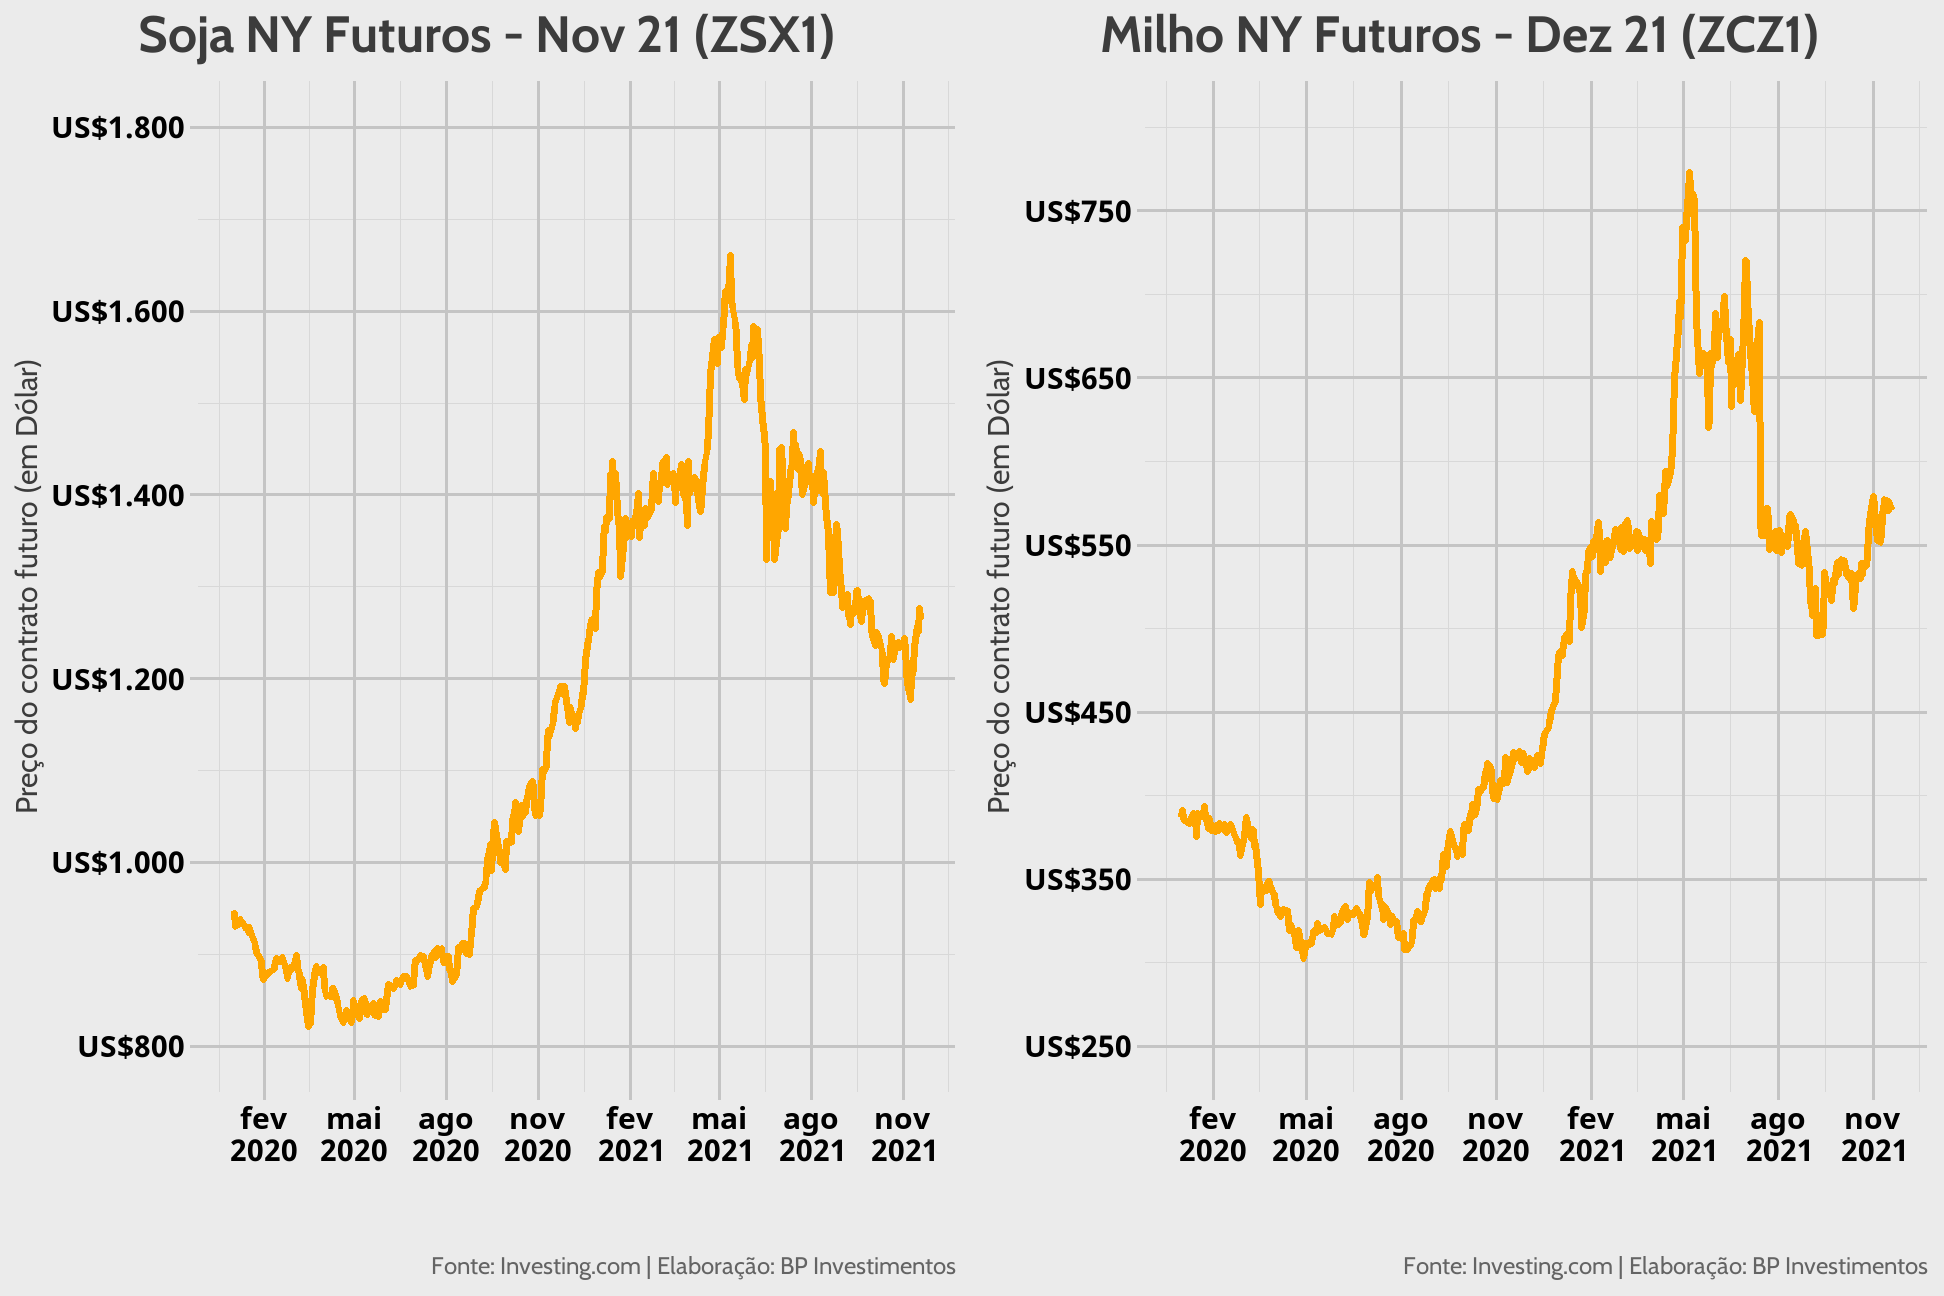 Soja NY Futuros - Nov 21 (ZSX1)
Preço do contrato futuro (em Dólar)
US$1.800
US$1.600
US$1.400
US$1.200
US$1.000
US$800
fev
2020
mai
2020
ago
2020
nov
2020
fev
2021
mai
2021
ago
2021
nov
2021
Fonte: Investing.com | Elaboração: BP Investimentos
Milho NY Futuros - Dez 21 (ZCZ1)
Preço do contrato futuro (em Dólar)
US$750
US$650
US$550
US$450
US$350
US$250
fev
2020
mai
2020
ago
2020
nov
2020
fev
2021
mai
2021
ago
2021
nov
2021
Fonte: Investing.com | Elaboração: BP Investimentos